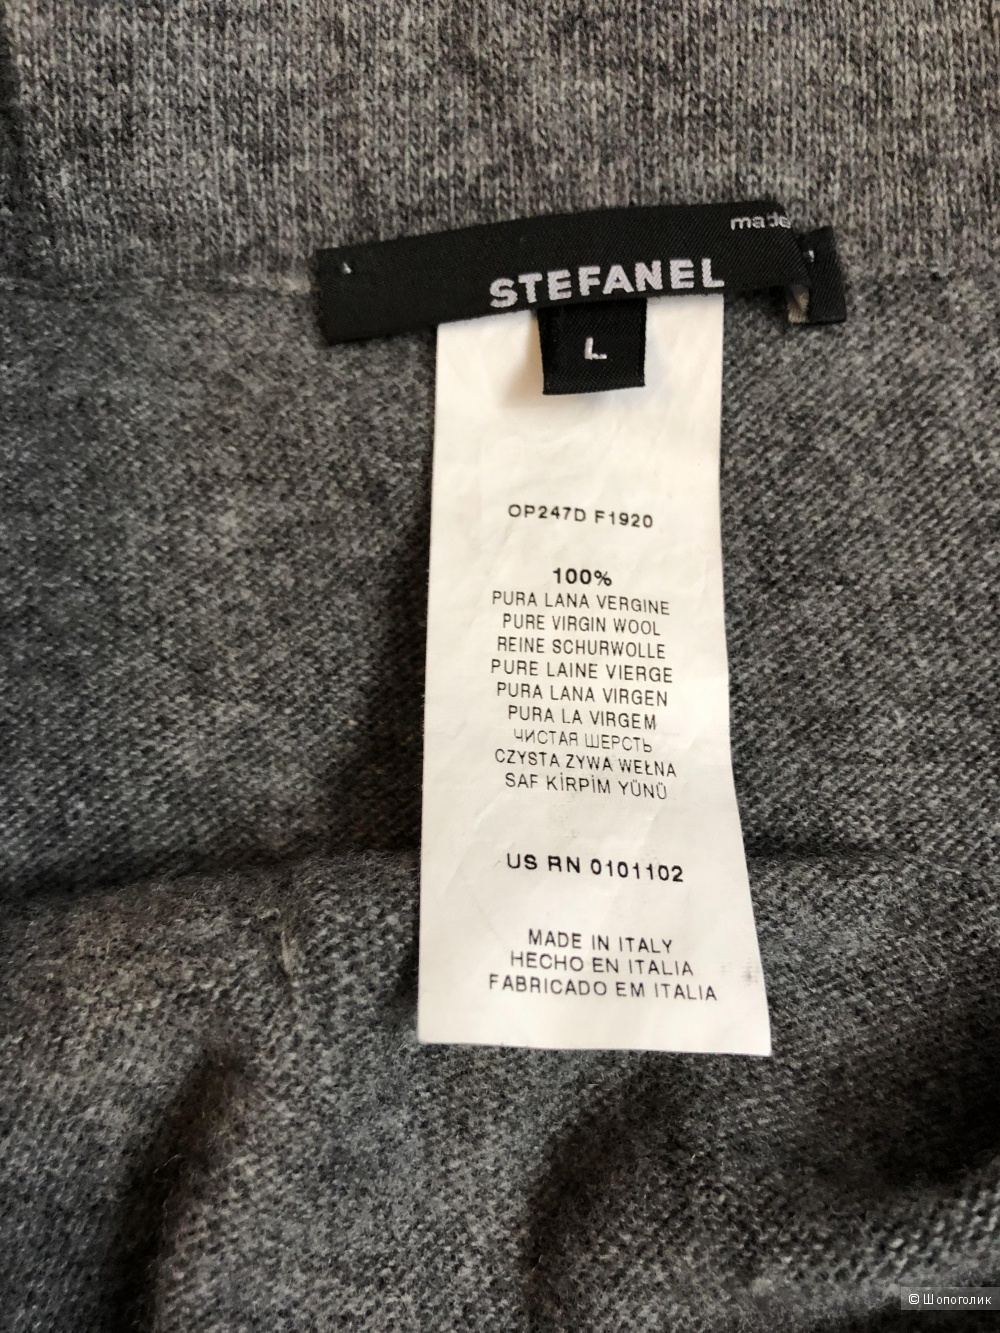 made
STEFANEL
L
OP247D F1920
100%
PURA LANA VERGINE
PURE VIRGIN WOOL
REINE SCHURWOLLE
PURE LAINE VIERGE
PURA LANA VIRGEN
PURA LA VIRGEM
ЧИСТАЯ ШЕРСТЬ
CZYSTA ZYWA WEŁNA
SAF KİRPİM YÜNÜ
US RN 0101102
MADE IN ITALY
HECHO EN ITALIA
FABRICADO EM ITALIA
© Шопоголик